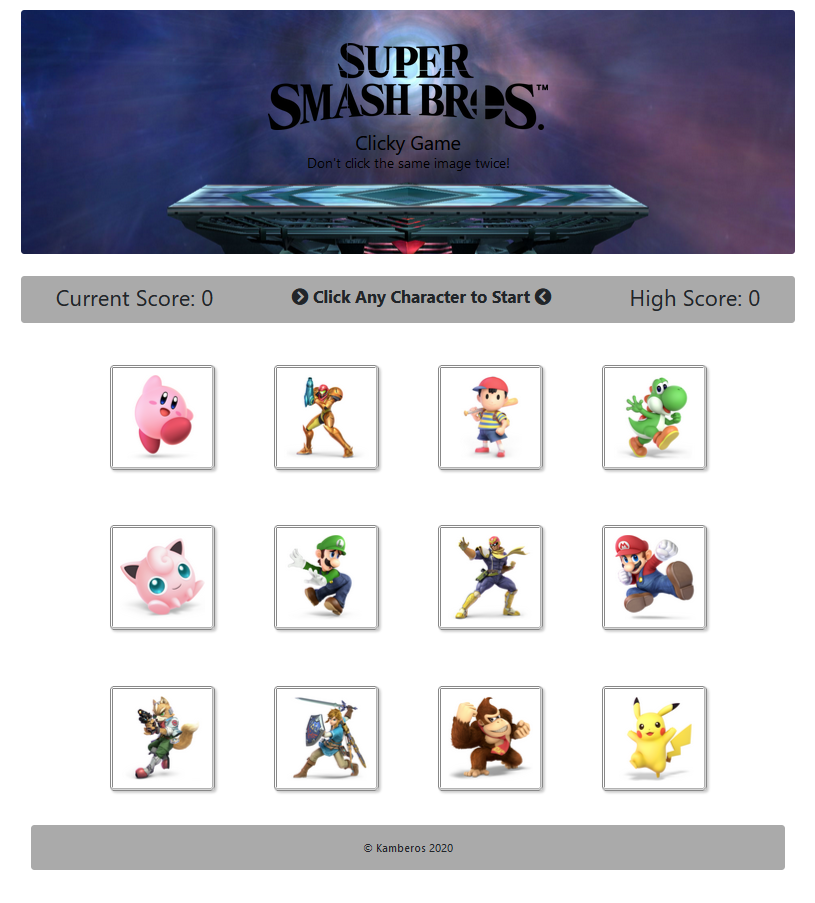 SUPER
SMASH BROS.™
Clicky Game
Don't click the same image twice!
Current Score: 0
Click Any Character to Start
High Score: 0
© Kamberos 2020